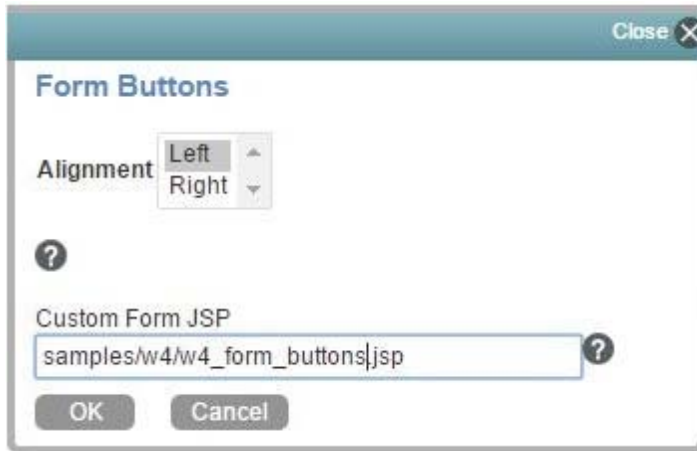 Close
Form Buttons
Alignment
Left
Right
?
Custom Form JSP
samples/w4/w4_form_buttons.jsp
?
OK
Cancel